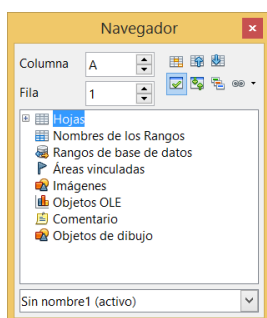 Navegador
Columna A
Fila 1
Hojas
Nombres de los Rangos
Rangos de base de datos
Áreas vinculadas
Imágenes
Objetos OLE
Comentario
Objetos de dibujo
Sin nombre1 (activo)